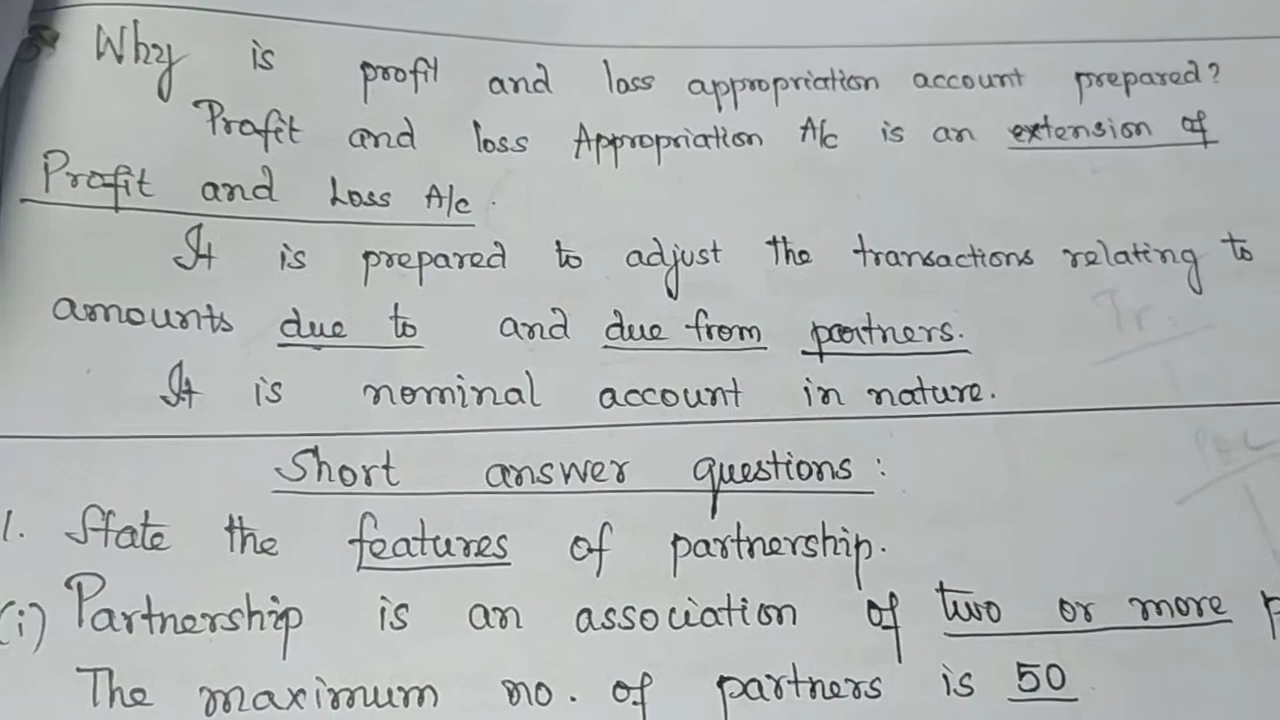 Why is profit and loss appropriation account prepared?
Profit and loss Appropriation A/c is an extension of
Profit and Loss A/c.
It is prepared to adjust the transactions relating to
amounts due to and due from partners.
It is nominal account in nature.
Short answer questions:
1. State the features of partnership.
(i) Partnership is an association of two or more
The maximum no. of partners is 50